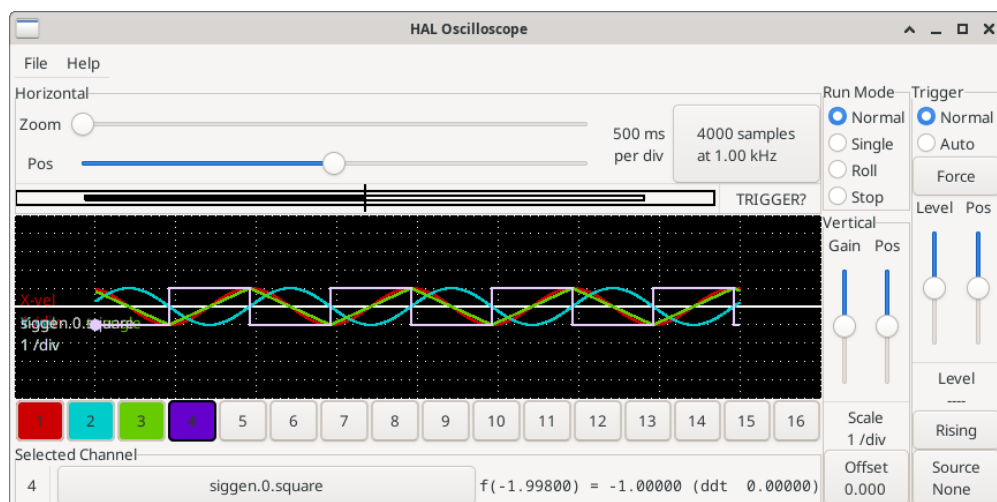 HAL Oscilloscope
File Help
Horizontal
Zoom
Pos
500 ms
per div
4000 samples
at 1.00 kHz
TRIGGER?
Run Mode
Normal
Single
Roll
Stop
Trigger
Normal
Auto
Force
Level Pos
Vertical
Gain Pos
X-vel
siggen.0.
1 /div
1 2 3 4 5 6 7 8 9 10 11 12 13 14 15 16
Scale
1 /div
Offset
0.000
Level
----
Rising
Source
None
Selected Channel
4 siggen.0.square f(-1.99800) = -1.00000 (ddt 0.00000)